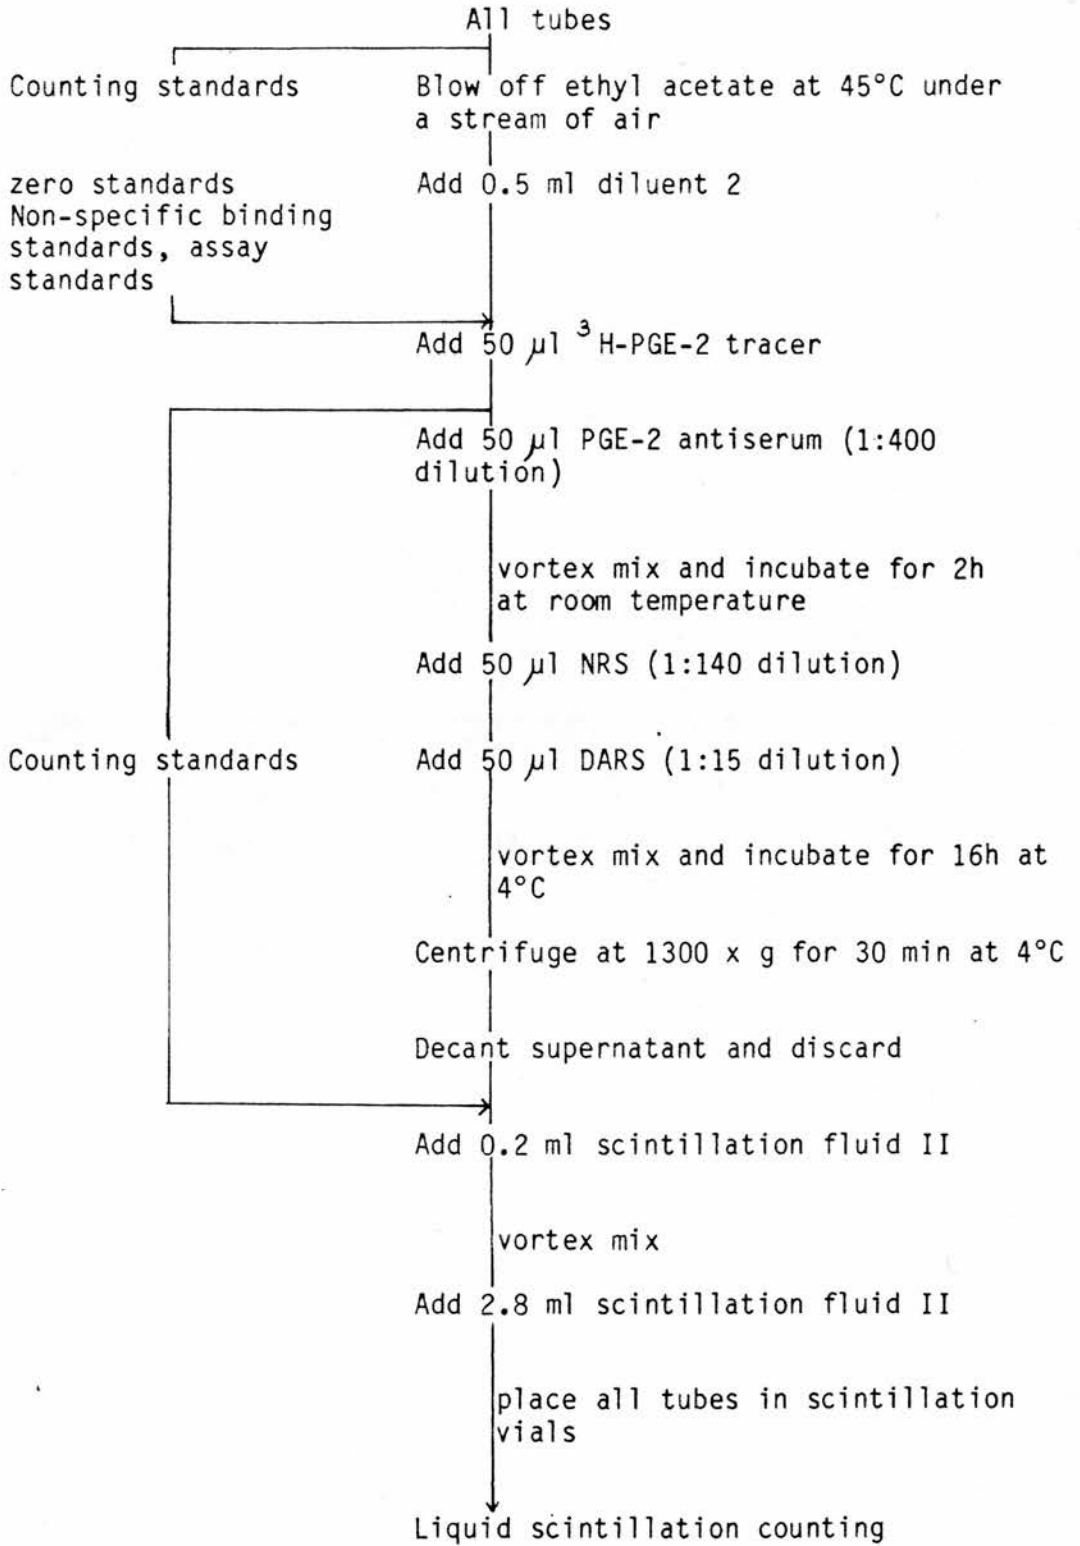 All tubes
Counting standards
Blow off ethyl acetate at 45°C under
a stream of air
zero standards
Non-specific binding
standards, assay
standards
Add 0.5 ml diluent 2
Add 50 µl ³H-PGE-2 tracer
Add 50 µl PGE-2 antiserum (1:400
dilution)
vortex mix and incubate for 2h
at room temperature
Add 50 µl NRS (1:140 dilution)
Counting standards
Add 50 µl DARS (1:15 dilution)
vortex mix and incubate for 16h at
4°C
Centrifuge at 1300 x g for 30 min at 4°C
Decant supernatant and discard
Add 0.2 ml scintillation fluid II
vortex mix
Add 2.8 ml scintillation fluid II
place all tubes in scintillation
vials
Liquid scintillation counting